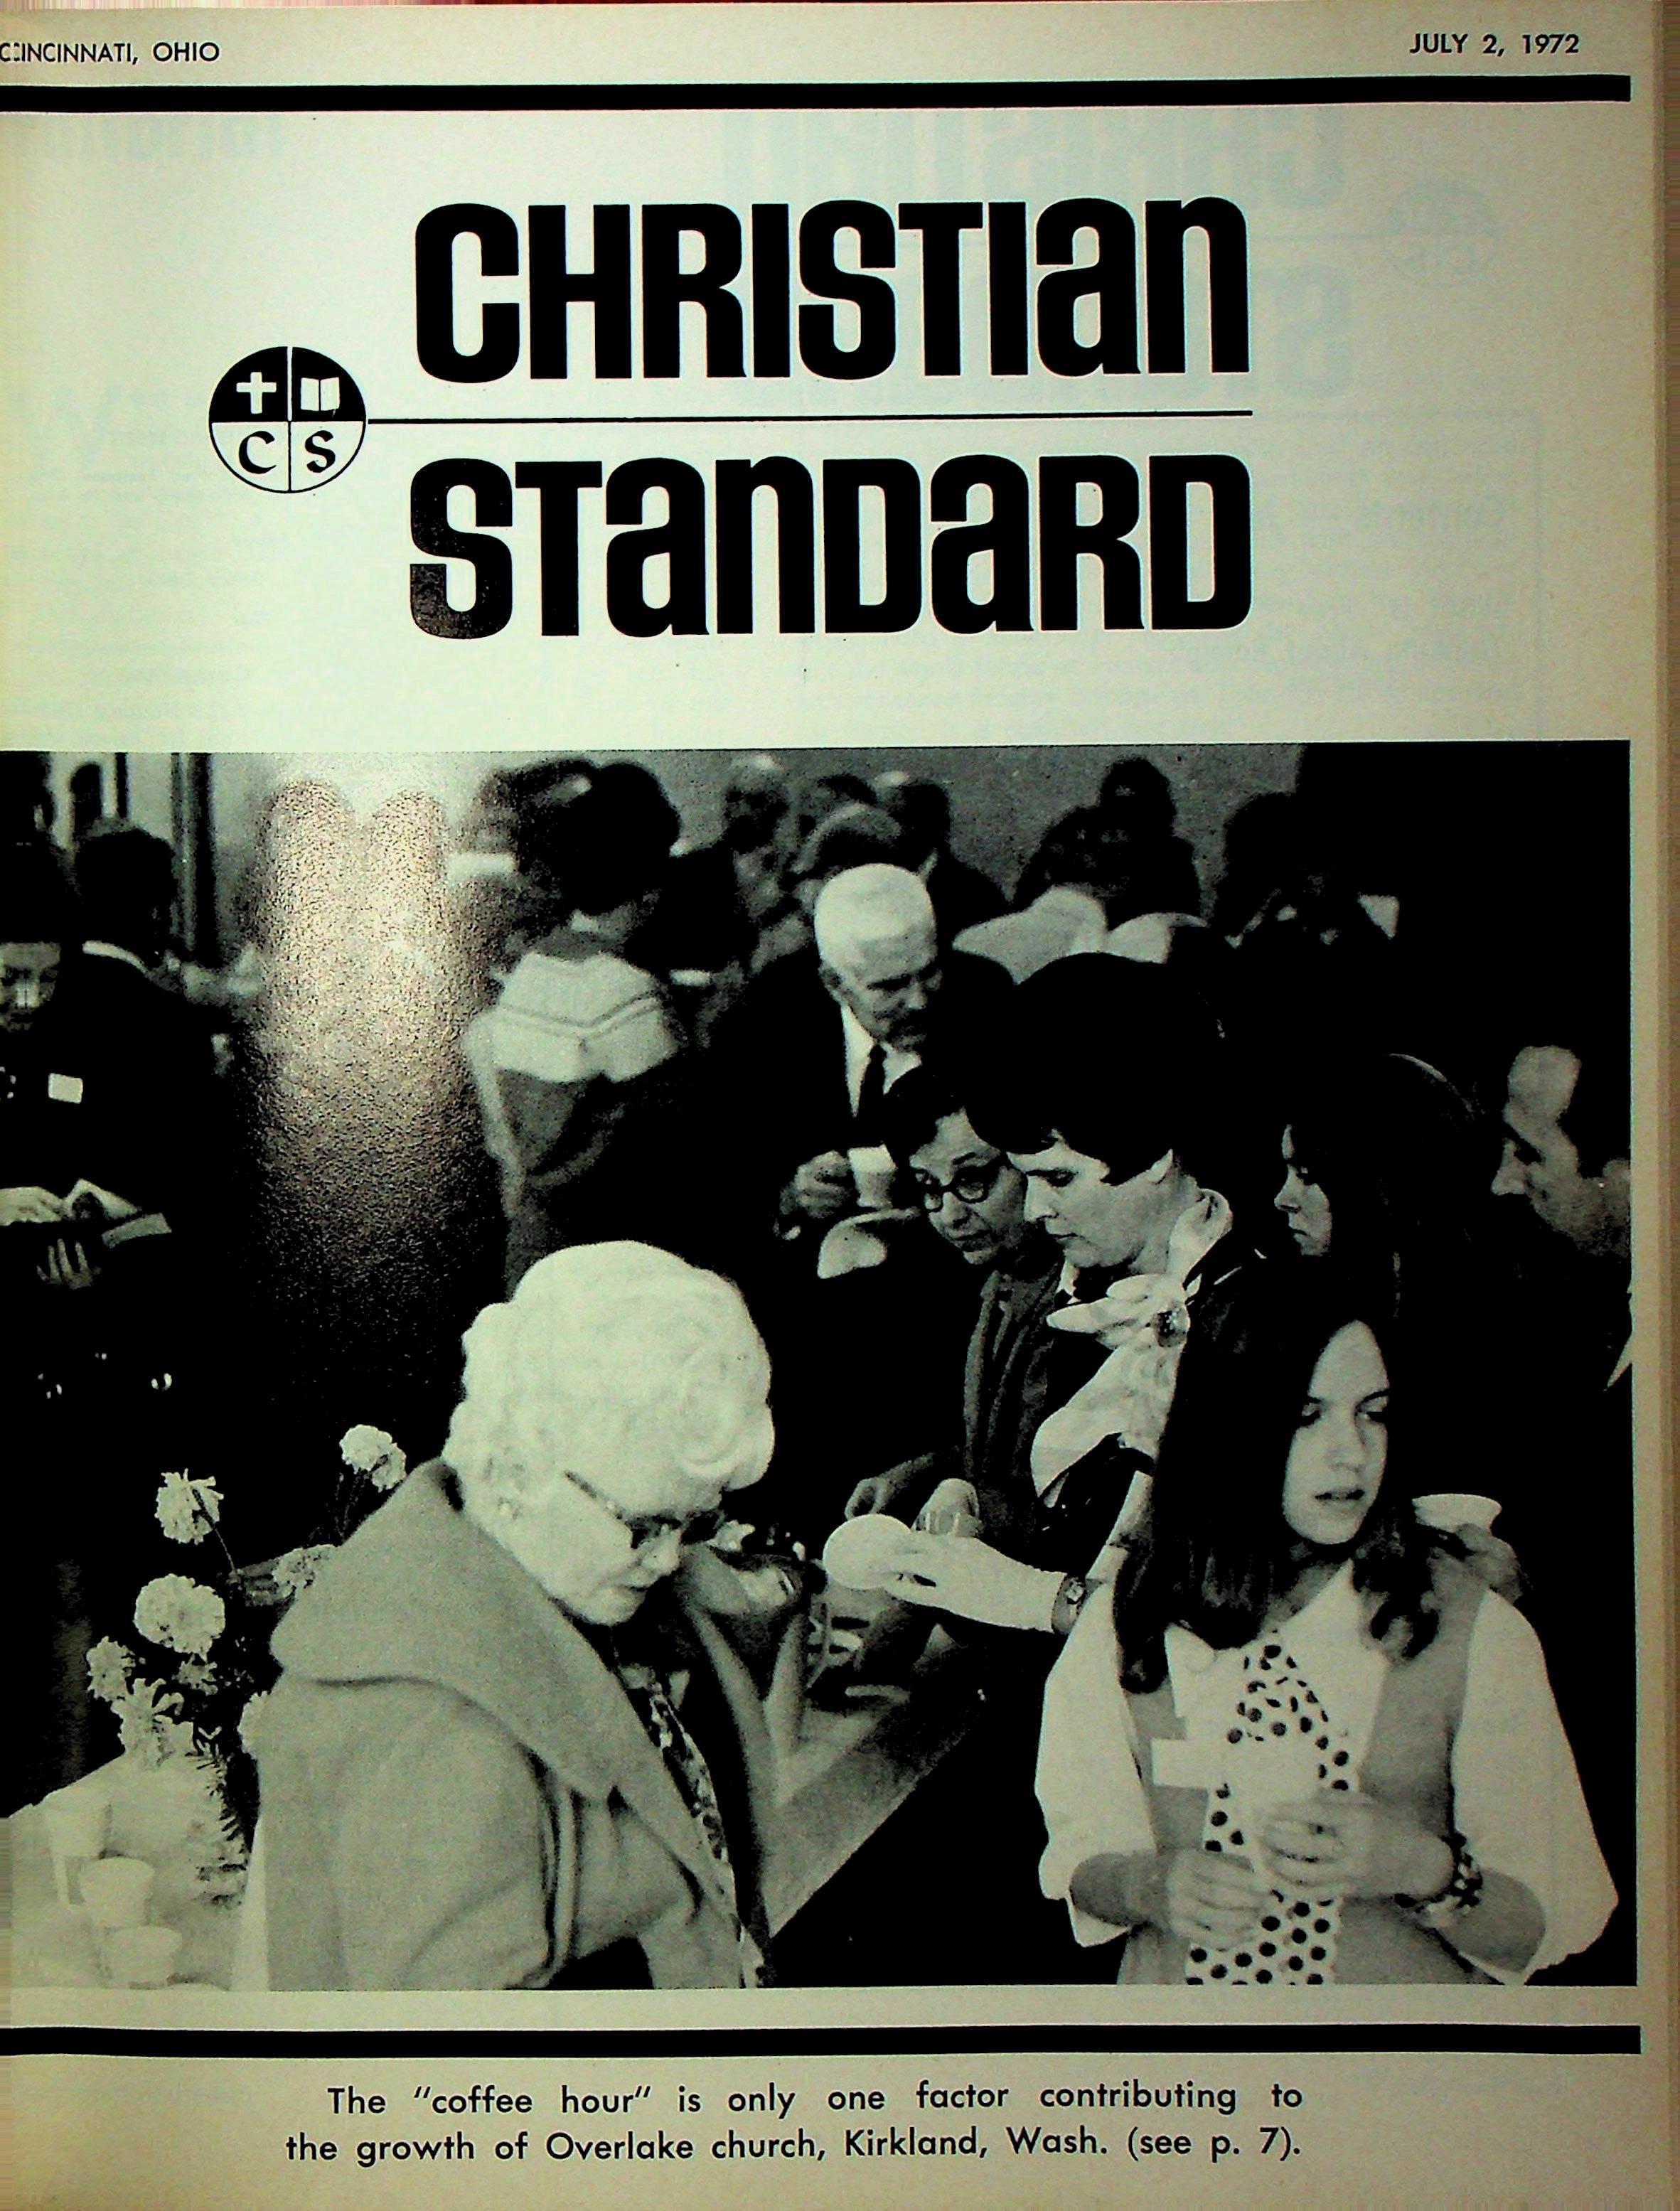 CINCINNATI, OHIO
JULY 2, 1972
CHRISTIAN
C S
STANDARD
The "coffee hour" is only one factor contributing to
the growth of Overlake church, Kirkland, Wash. (see p. 7).